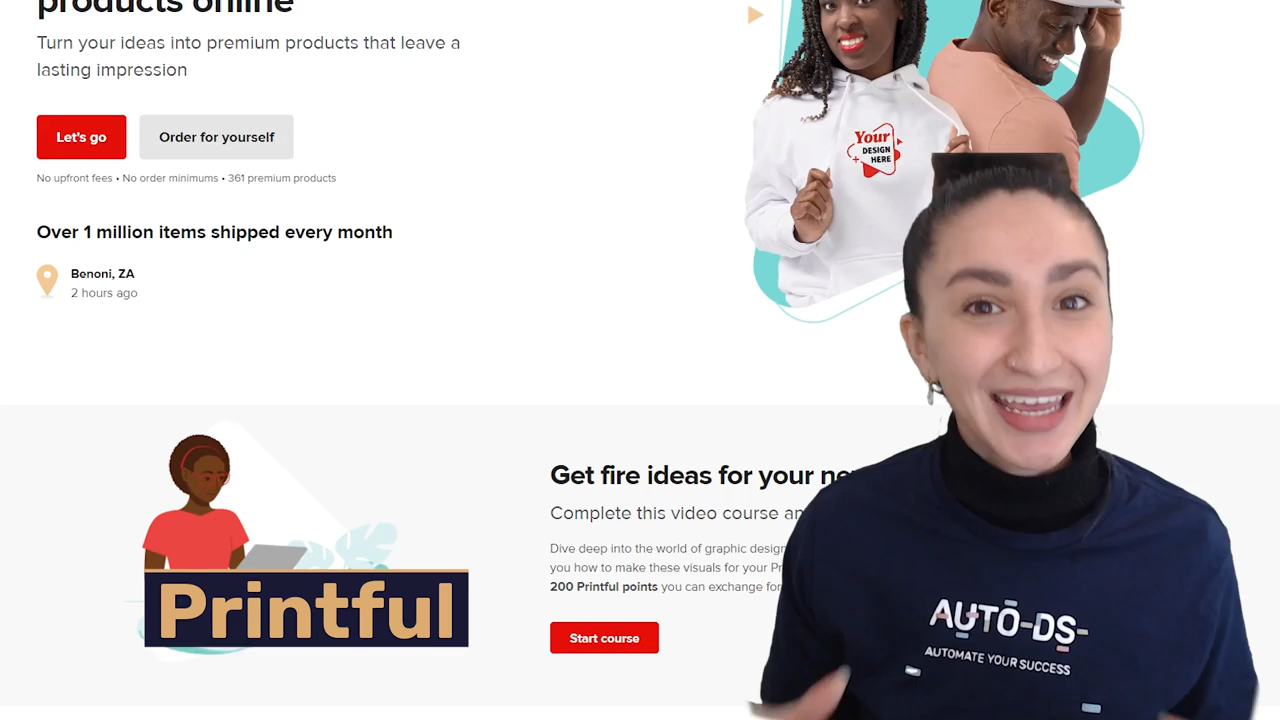 products online
Turn your ideas into premium products that leave a
lasting impression
Let's go
Order for yourself
No upfront fees • No order minimums • 361 premium products
Over 1 million items shipped every month
Benoni, ZA
2 hours ago
Your
DESIGN
HERE
Get fire ideas for your
Complete this video course
Dive deep into the world of graphic design
you how to make these visuals for your
200 Printful points you can exchange for
Start course
Printful
AUTO-DS
AUTOMATE YOUR SUCCESS